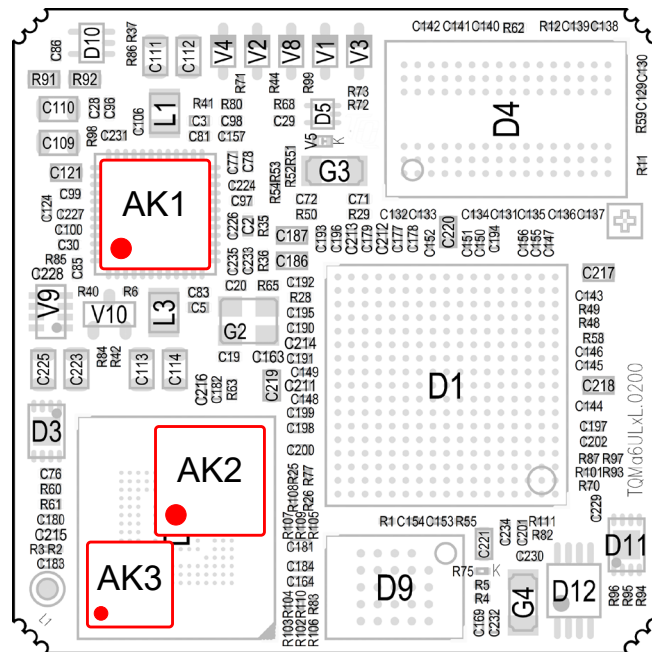 C142 C141 C140 R62 R12 C139 C138
C86 D10 R86 R37 C111 C112 V4 V2 V8 V1 V3
R71 R44 R99
R91 R92 C130
C110 C28 C96 C106 L1 R41 R80 R68 D5 R73 C129
C3 C98 C29 R72 D4 R59
C109 R98 C231 C81 C157 V5 K
C121 C77 C78 R54 R53 R52 R51 G3 R11
AK1
C99 C224 C72 C71
C124 C227 C97 R50 R29 C132 C133 C134 C131 C135 C136 C137
C100 C226 C2 R35 C187 C193 C196 C213 C179 C212 C177 C178 C152 C220 C151 C150 C194 C156 C155 C147
C30
R85 C85 C235 C233 R36 C186
C228 C217
R40 R6 C83 C20 R65 C192 C143
V9 V10 L3 C5 R28 R49
G2 C195 R48
C190 R58
C214 C146
R84 R42 C19 C163 C191 C145
C225 C223 C113 C114 C149 D1
C216 C182 R63 C219 C211 C218
C148 C144
C199 C197
D3 C198 C202
AK2 C200 R87 R97
C76 R101 R93
R60 R108 R25 R26 R77 R70
R61 C229 TQMa6ULxL.0200
C180 R107 R109 R105 R1 C154 C153 R55 C234 C201 R111
C215 C181 C221 R82 D11
R3 R2 C230
C183 AK3 C184 D9 R75 K
C164 R5 G4 D12
R4 R96 R95 R94
R103 R104 R102 R110 R106 R83 C169 C232